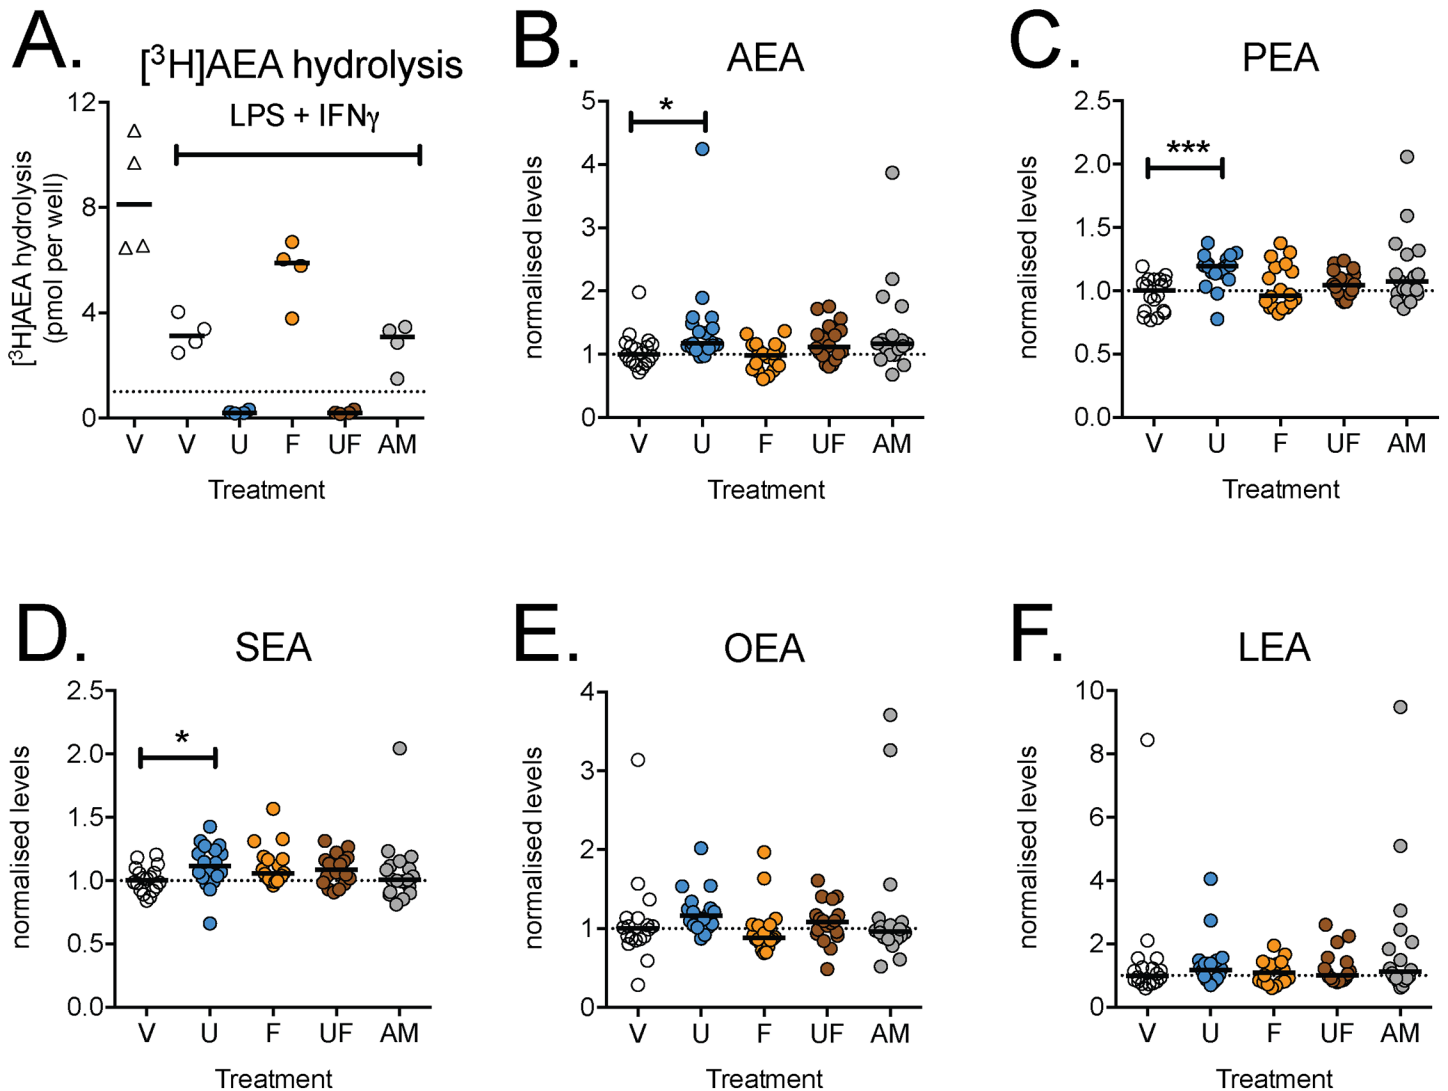 A.
[³H]AEA hydrolysis
LPS + IFNγ
[³H]AEA hydrolysis
(pmol per well)
12
8
4
0
V V U F UF AM
Treatment
B.
AEA
*
normalised levels
5
4
3
2
1
0
V U F UF AM
Treatment
C.
PEA
***
normalised levels
2.5
2.0
1.5
1.0
0.5
0.0
V U F UF AM
Treatment
D.
SEA
*
normalised levels
2.5
2.0
1.5
1.0
0.5
0.0
V U F UF AM
Treatment
E.
OEA
normalised levels
4
3
2
1
0
V U F UF AM
Treatment
F.
LEA
normalised levels
10
8
6
4
2
0
V U F UF AM
Treatment